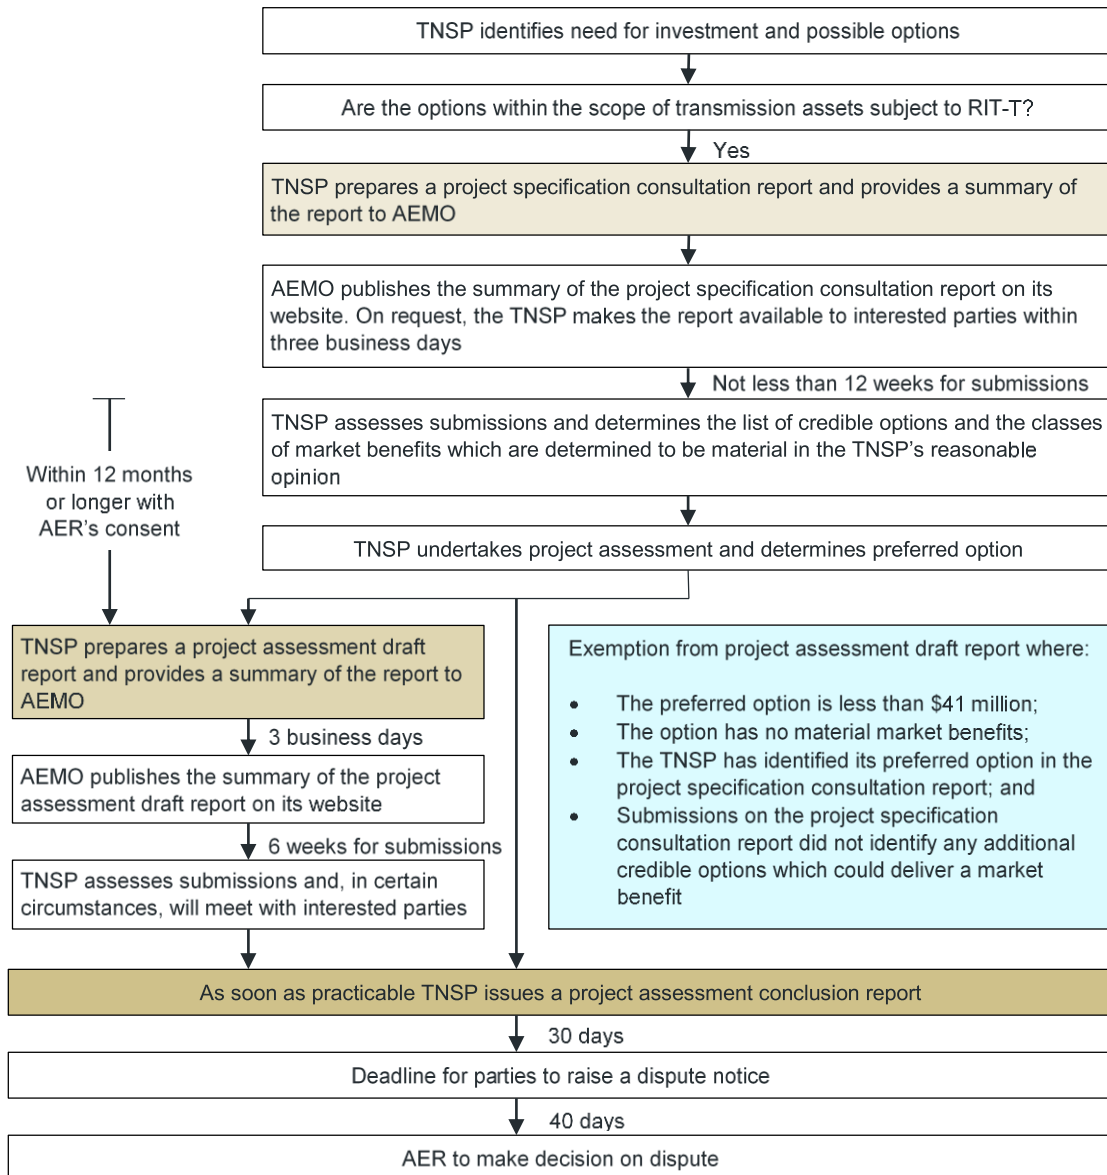 TNSP identifies need for investment and possible options
Are the options within the scope of transmission assets subject to RIT-T?
Yes
TNSP prepares a project specification consultation report and provides a summary of
the report to AEMO
AEMO publishes the summary of the project specification consultation report on its
website. On request, the TNSP makes the report available to interested parties within
three business days
Not less than 12 weeks for submissions
TNSP assesses submissions and determines the list of credible options and the classes
of market benefits which are determined to be material in the TNSP's reasonable
opinion
Within 12 months
or longer with
AER's consent
TNSP undertakes project assessment and determines preferred option
TNSP prepares a project assessment draft
report and provides a summary of the report to
AEMO
3 business days
AEMO publishes the summary of the project
assessment draft report on its website
6 weeks for submissions
TNSP assesses submissions and, in certain
circumstances, will meet with interested parties
Exemption from project assessment draft report where:
• The preferred option is less than $41 million;
• The option has no material market benefits;
• The TNSP has identified its preferred option in the
project specification consultation report; and
• Submissions on the project specification
consultation report did not identify any additional
credible options which could deliver a market
benefit
As soon as practicable TNSP issues a project assessment conclusion report
30 days
Deadline for parties to raise a dispute notice
40 days
AER to make decision on dispute